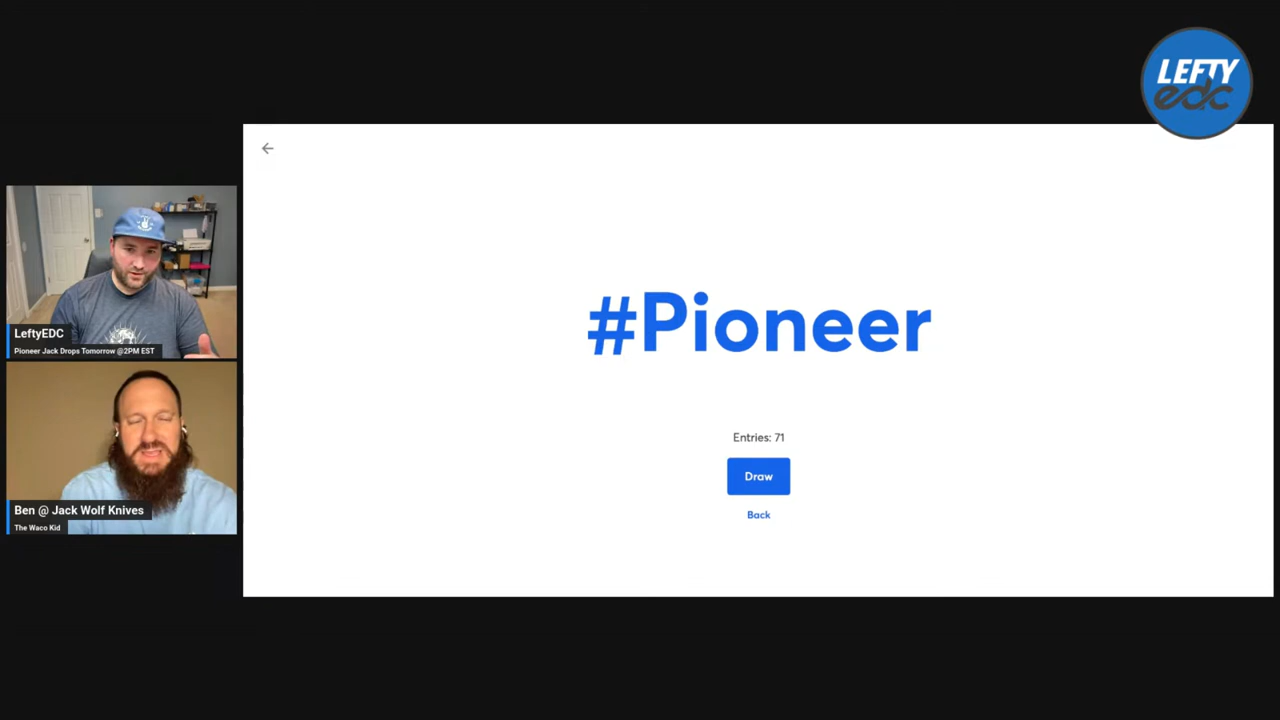 LEFTY
edc
#Pioneer
LeftyEDC
Pioneer Jack Drops Tomorrow @2PM EST
Entries: 71
Draw
Back
Ben @ Jack Wolf Knives
The Waco Kid